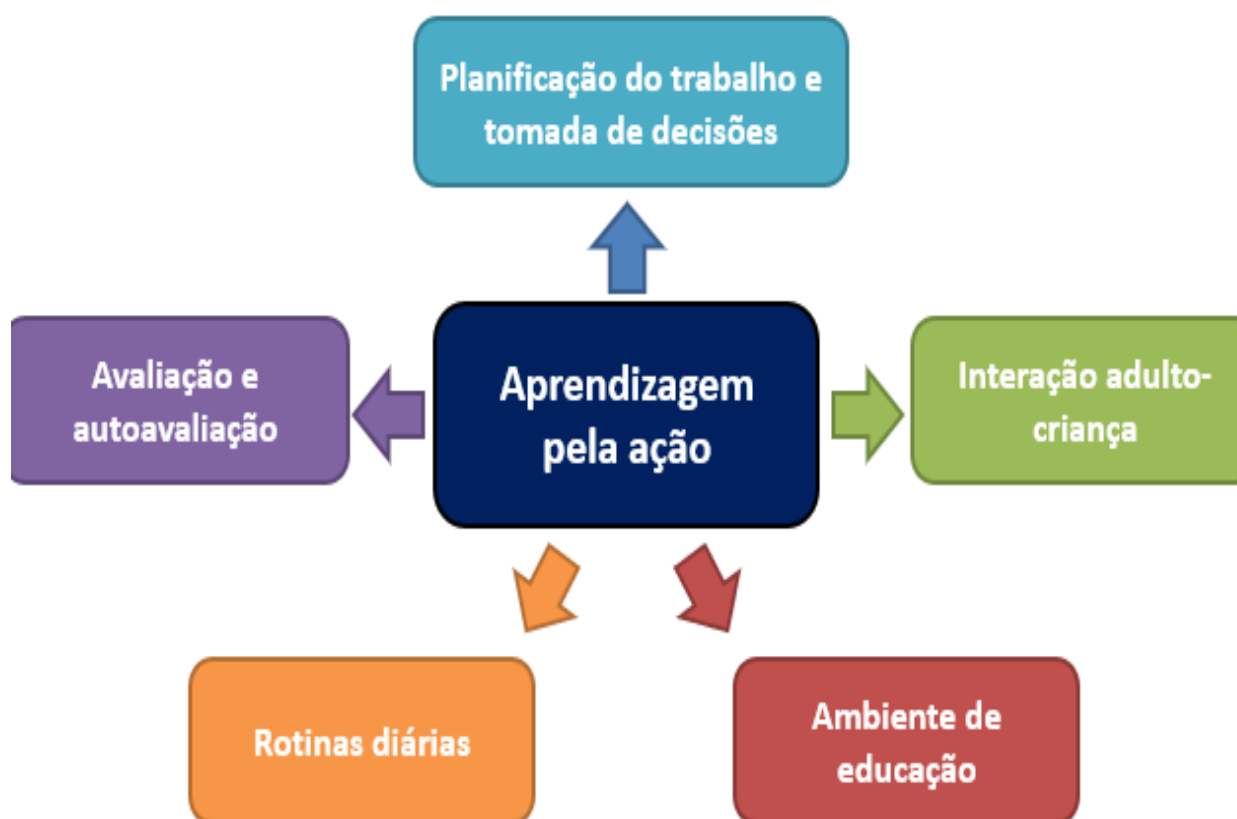 Planificação do trabalho e
tomada de decisões
Avaliação e
autoavaliação
Aprendizagem
pela ação
Interação adulto-
criança
Rotinas diárias
Ambiente de
educação